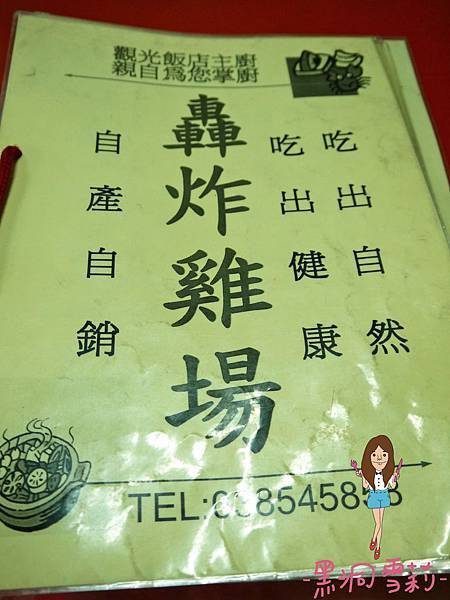 觀光飯店主廚
親自爲您掌廚
吃出自然
吃出健康
轟炸雞場
自產自銷
TEL:
-黑洞雪莉-